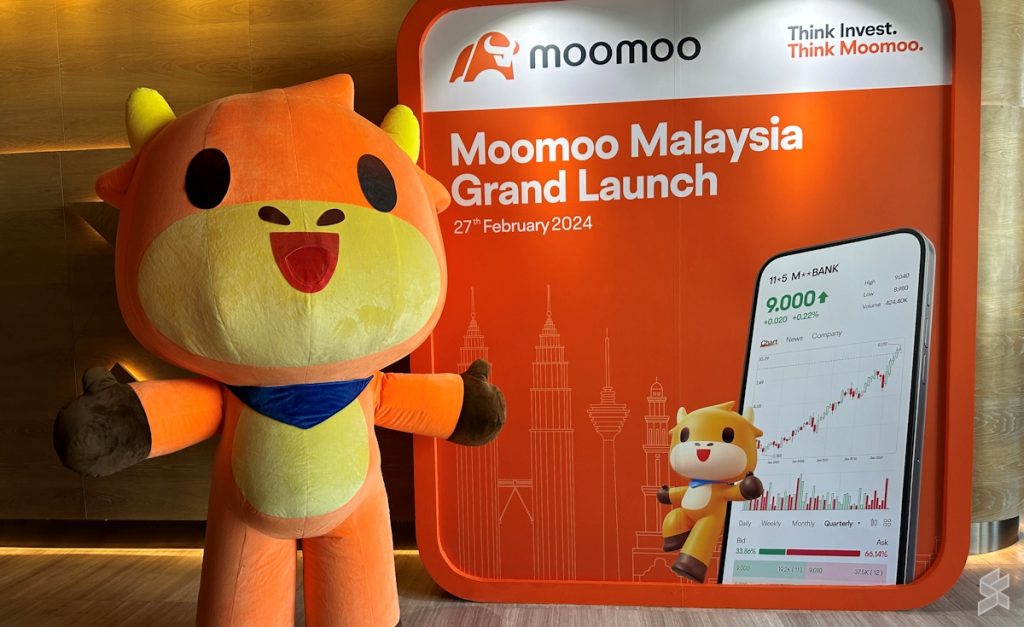 moomoo
Think Invest.
Think Moomoo.
Moomoo Malaysia
Grand Launch
27th February 2024
11*5 M**BANK
9.000
+0.020 +0.22%
High 9.040
Low 8.980
Volume 424.40K
Chart News Company
Daily Weekly Monthly Quarterly
Bid Ask
33.86% 66.14%
9.000 19.2K (11) 9.010 37.5K (12)